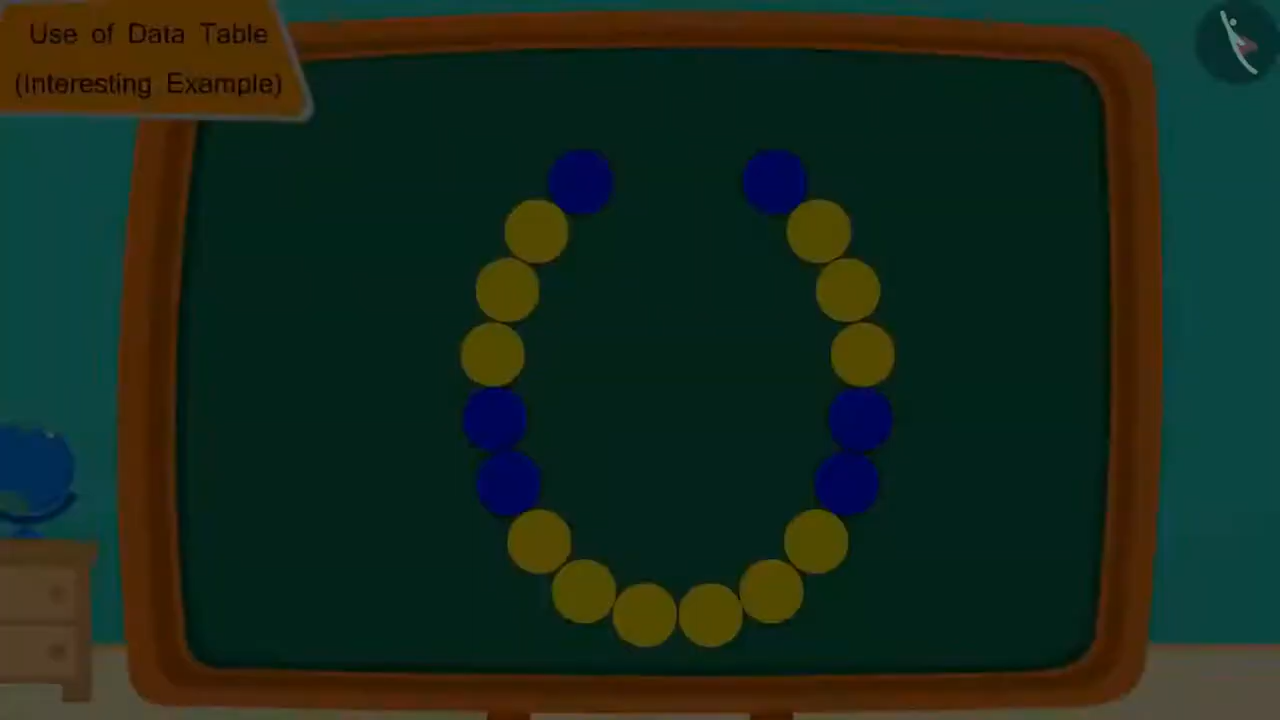 Use of Data Table
(Interesting Example)